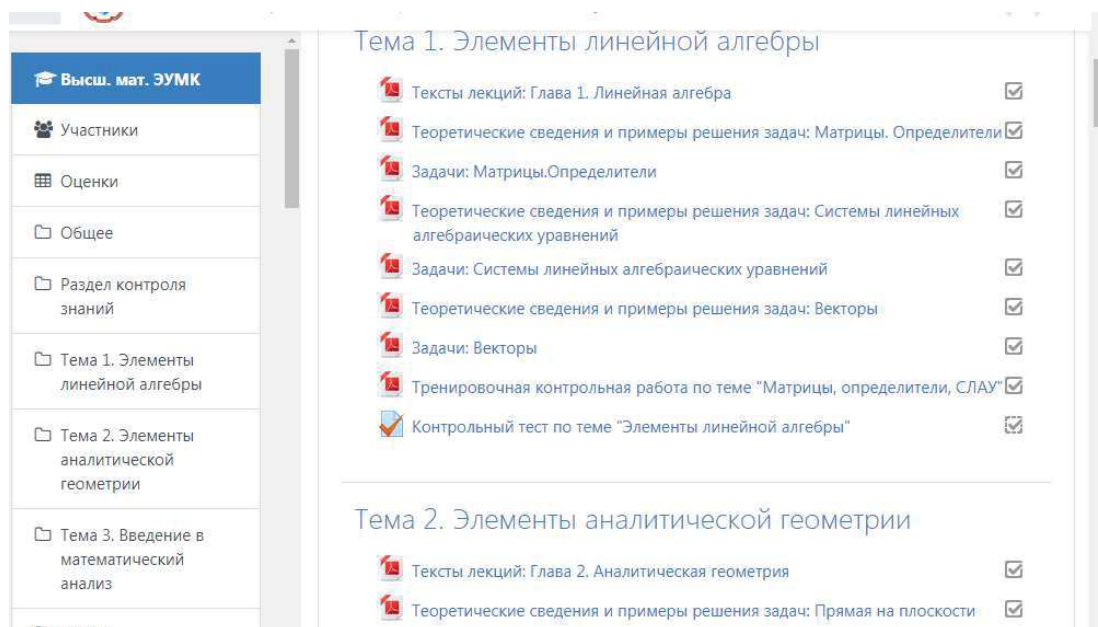 Высш. мат. ЭУМК
Участники
Оценки
Общее
Раздел контроля
знаний
Тема 1. Элементы
линейной алгебры
Тема 2. Элементы
аналитической
геометрии
Тема 3. Введение в
математический
анализ
Тема 1. Элементы линейной алгебры
Тексты лекций: Глава 1. Линейная алгебра
Теоретические сведения и примеры решения задач: Матрицы. Определители
Задачи: Матрицы.Определители
Теоретические сведения и примеры решения задач: Системы линейных
алгебраических уравнений
Задачи: Системы линейных алгебраических уравнений
Теоретические сведения и примеры решения задач: Векторы
Задачи: Векторы
Тренировочная контрольная работа по теме "Матрицы, определители, СЛАУ"
Контрольный тест по теме "Элементы линейной алгебры"
Тема 2. Элементы аналитической геометрии
Тексты лекций: Глава 2. Аналитическая геометрия
Теоретические сведения и примеры решения задач: Прямая на плоскости